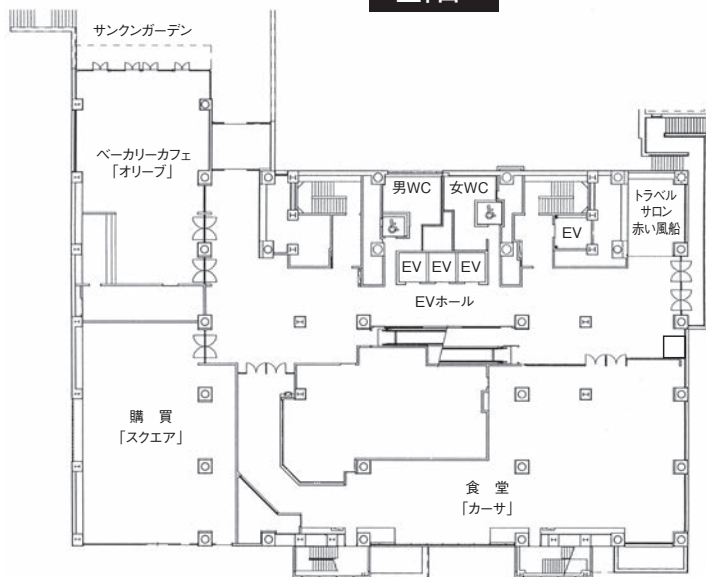 サンクンガーデン
ベーカリーカフェ
「オリーブ」
男WC
女WC
トラベル
サロン
赤い風船
EV
EV
EV
EV
EVホール
購 買
「スクエア」
食 堂
「カーサ」